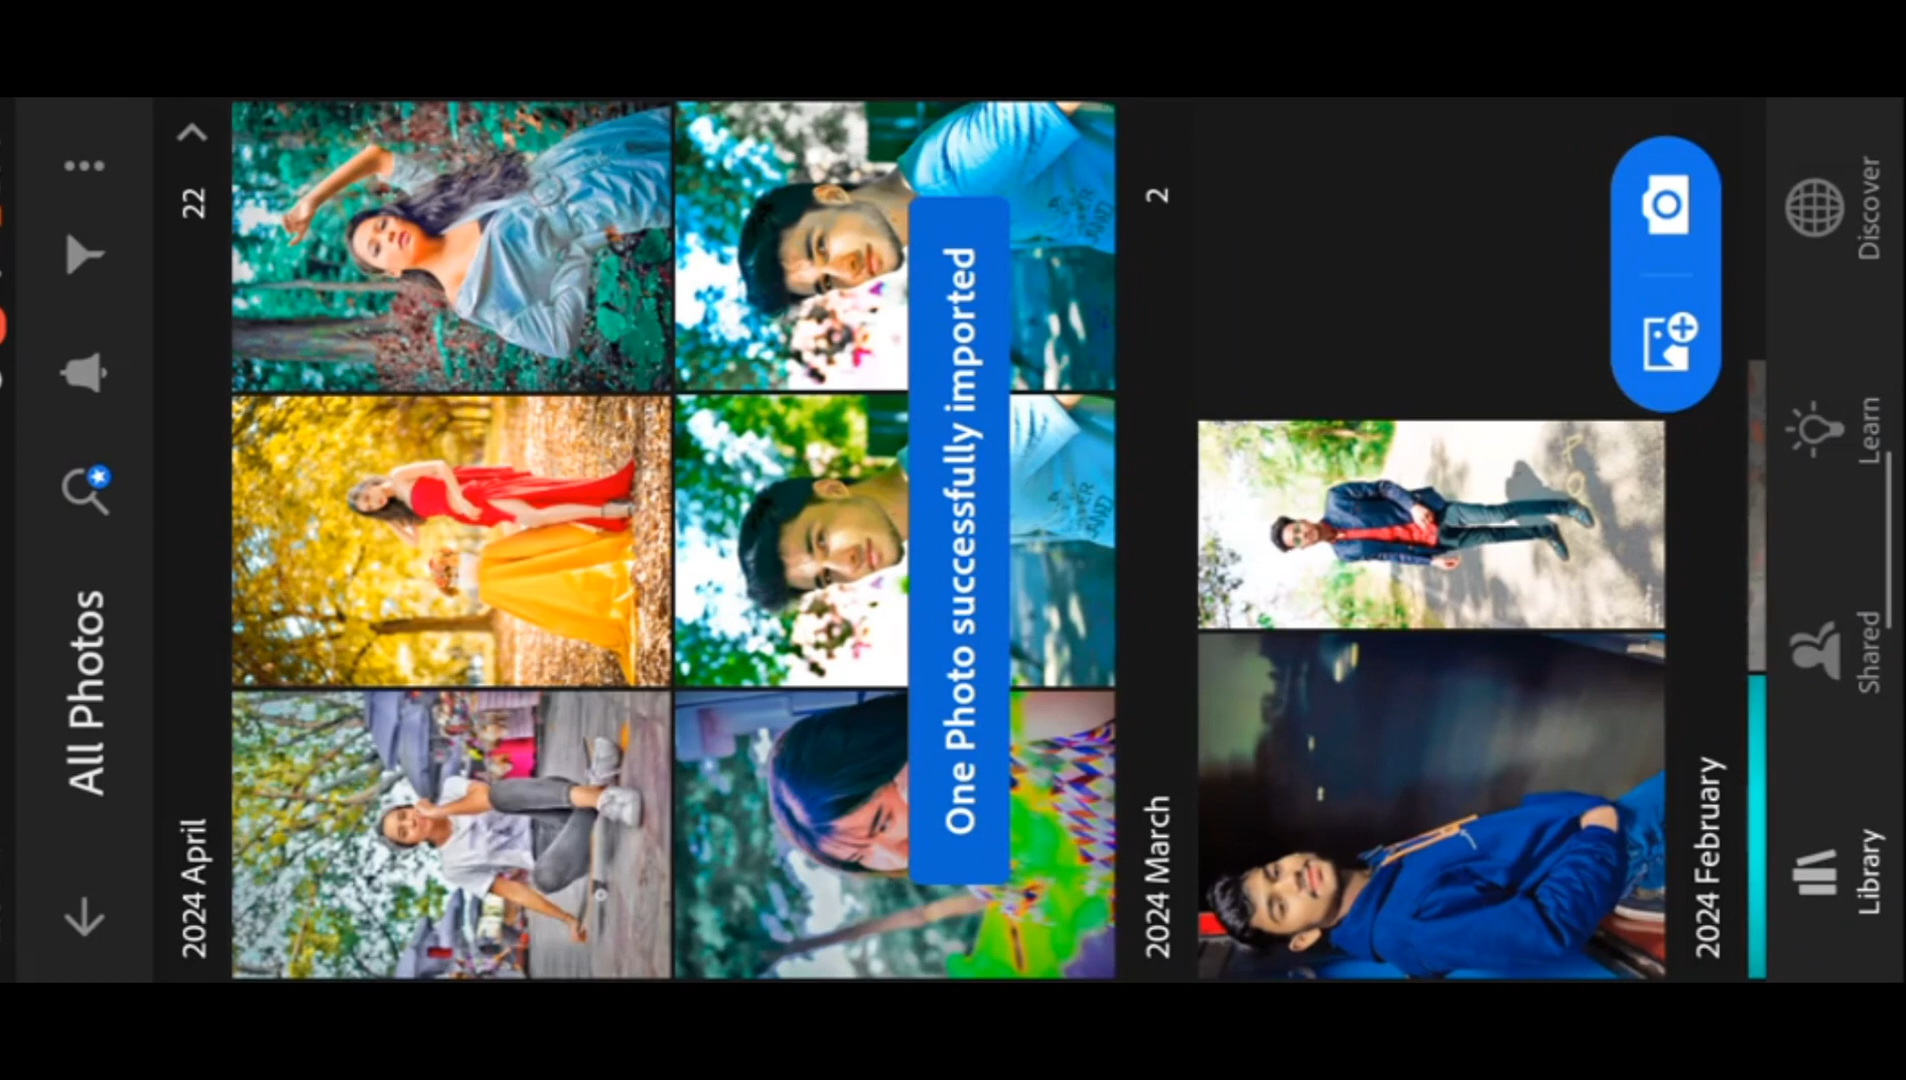 All Photos
2024 April 22
One Photo successfully imported
2024 March 2
2024 February
Library Shared Learn Discover